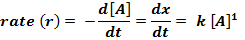 rate (r) = - d[A]/dt = dx/dt = k [A]¹